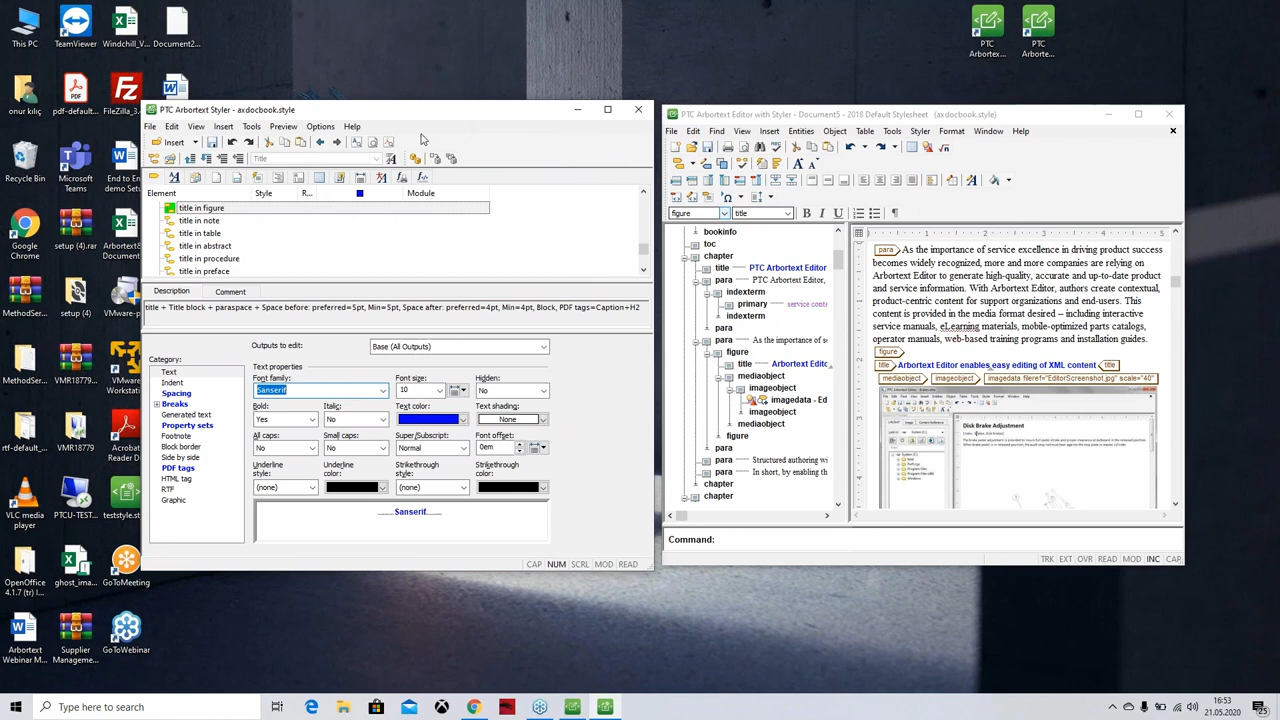 This PC
TeamViewer
Windchill_V...
Document2...
PTC Arbortex...
PTC Arborte...
onur kılıç
pdf-default...
FileZilla_3....
Recycle Bin
Microsoft Teams
End to end demo Setu...
Google Chrome
setup (4).rar
Arbortext8...
MethodServ...
setup (4)
VMware-p...
MethodServ...
VMR18779...
VMware Workstatio...
rtf-default_...
VMR18779
Acrobat Reader D...
VLC media player
PTCU-TEST...
teststyle.st...
OpenOffice 4.1.7 (tr) I...
ghost_ima...
GoToMeeting
Arbortext Webinar M...
Supplier Manageme...
GoToWebinar
PTC Arbortext Styler - axdocbook.style
File Edit View Insert Tools Preview Options Help
Insert
Title
Element Style R... Module
title in figure
title in note
title in table
title in abstract
title in procedure
title in preface
Description Comment
title + Title block + paraspace + Space before: preferred=5pt, Min=5pt, Space after: preferred=4pt, Min=4pt, Block, PDF tags=Caption+H2
Outputs to edit: Base (All Outputs)
Category:
Text
Indent
Spacing
Breaks
Generated text
Property sets
Footnote
Block border
Side by side
PDF tags
HTML tag
RTF
Graphic
Text properties
Font family: Font size: Hidden:
Sanserif 10 No
Bold: Italic: Text color: Text shading:
Yes No None
All caps: Small caps: Super/Subscript: Font offset:
No No Normal 0em
Underline style: Underline color: Strikethrough style: Strikethrough color:
(none) (none)
Sanserif
CAP NUM SCRL MOD READ
PTC Arbortext Editor with Styler - Document5 - 2018 Default Stylesheet (axdocbook.style)
File Edit Find View Insert Entities Object Table Tools Styler Format Window Help
figure title B I U
bookinfo
toc
chapter
title PTC Arbortext Editor
para PTC Arbortext Editor,
indexterm
primary service cont
indexterm
para
para As the importance of s
figure
title Arbortext Editor
mediaobject
imageobject
imagedata - Ed
imageobject
mediaobject
figure
para
para Structured authoring wi
para In short, by enabling th
chapter
chapter
1 2 3 4 5
para As the importance of service excellence in driving product success
becomes widely recognized, more and more companies are relying on
Arbortext Editor to generate high-quality, accurate and up-to-date product
and service information. With Arbortext Editor, authors create contextual,
product-centric content for support organizations and end-users. This
content is provided in the media format desired – including interactive
service manuals, eLearning materials, mobile-optimized parts catalogs,
operator manuals, web-based training programs and installation guides.
figure
title Arbortext Editor enables easy editing of XML content title
mediaobject imageobject imagedata fileref="EditorScreenshot.jpg" scale="40"
Disk Brake Adjustment
Command:
TRK EXT OVR READ MOD INC CAP
Type here to search
16:53
21.05.2020
25